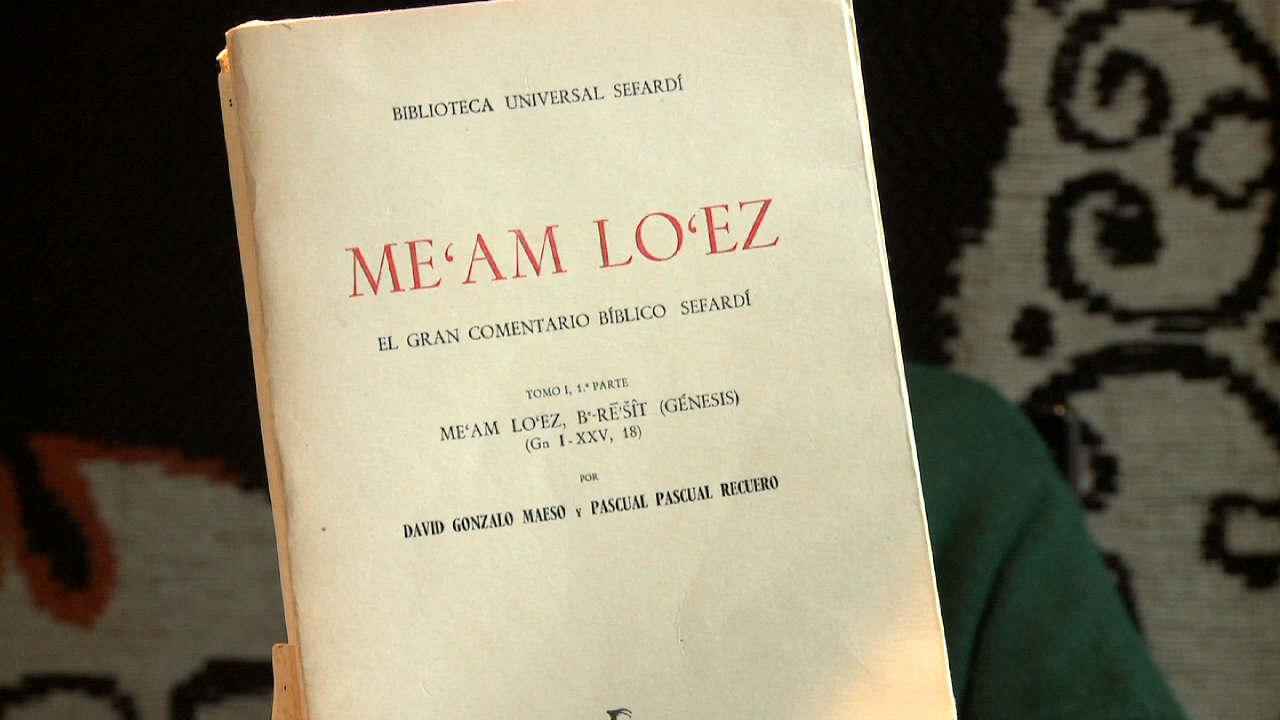 BIBLIOTECA UNIVERSAL SEFARDÍ
ME‘AM LO‘EZ
EL GRAN COMENTARIO BÍBLICO SEFARDÍ
TOMO I, 1.ª PARTE
ME‘AM LO‘EZ, Bᵉ-RĒ’ŠÎT (GÉNESIS)
(Gn I-XXV, 18)
POR
DAVID GONZALO MAESO Y PASCUAL PASCUAL RECUERO